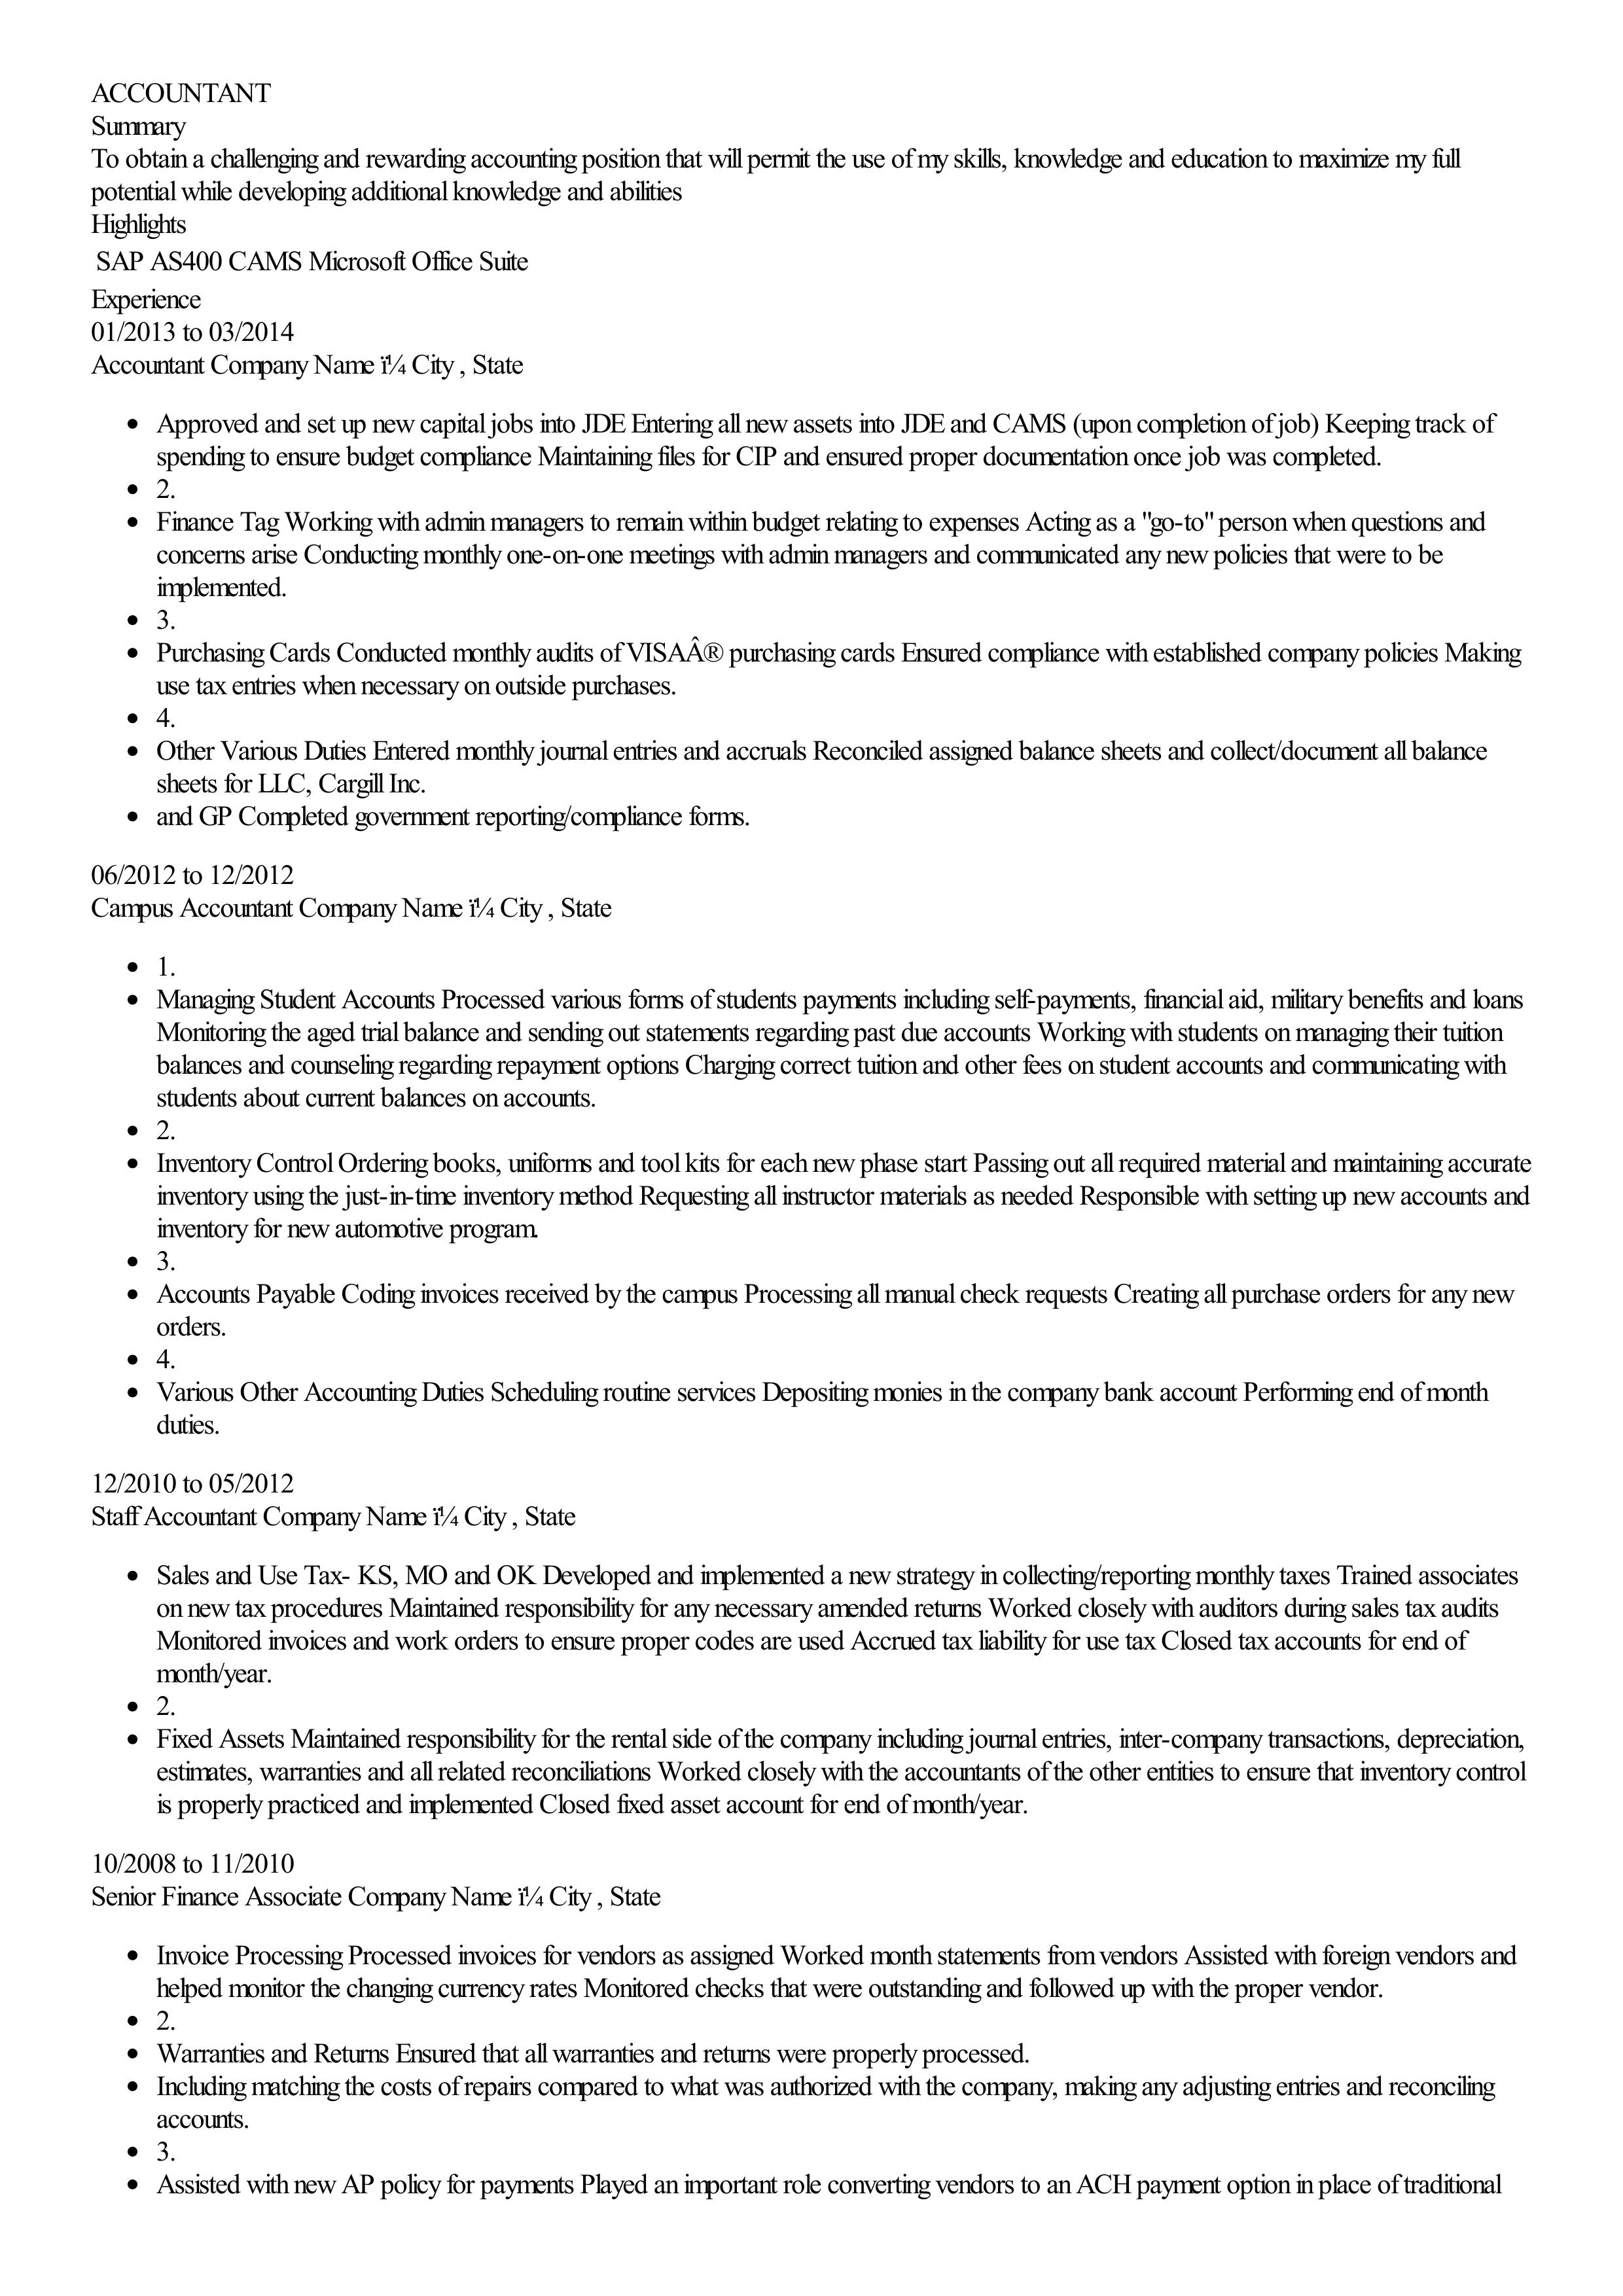 ACCOUNTANT
Summary
To obtain a challenging and rewarding accounting position that will permit the use of my skills, knowledge and education to maximize my full
potential while developing additional knowledge and abilities
Highlights
SAP AS400 CAMS Microsoft Office Suite
Experience
01/2013 to 03/2014
Accountant Company Name ï¼ City , State
• Approved and set up new capital jobs into JDE Entering all new assets into JDE and CAMS (upon completion of job) Keeping track of
spending to ensure budget compliance Maintaining files for CIP and ensured proper documentation once job was completed.
• 2.
• Finance Tag Working with admin managers to remain within budget relating to expenses Acting as a "go-to" person when questions and
concerns arise Conducting monthly one-on-one meetings with admin managers and communicated any new policies that were to be
implemented.
• 3.
• Purchasing Cards Conducted monthly audits of VISAÂ® purchasing cards Ensured compliance with established company policies Making
use tax entries when necessary on outside purchases.
• 4.
• Other Various Duties Entered monthly journal entries and accruals Reconciled assigned balance sheets and collect/document all balance
sheets for LLC, Cargill Inc.
• and GP Completed government reporting/compliance forms.
06/2012 to 12/2012
Campus Accountant Company Name ï¼ City , State
• 1.
• Managing Student Accounts Processed various forms of students payments including self-payments, financial aid, military benefits and loans
Monitoring the aged trial balance and sending out statements regarding past due accounts Working with students on managing their tuition
balances and counseling regarding repayment options Charging correct tuition and other fees on student accounts and communicating with
students about current balances on accounts.
• 2.
• Inventory Control Ordering books, uniforms and tool kits for each new phase start Passing out all required material and maintaining accurate
inventory using the just-in-time inventory method Requesting all instructor materials as needed Responsible with setting up new accounts and
inventory for new automotive program.
• 3.
• Accounts Payable Coding invoices received by the campus Processing all manual check requests Creating all purchase orders for any new
orders.
• 4.
• Various Other Accounting Duties Scheduling routine services Depositing monies in the company bank account Performing end of month
duties.
12/2010 to 05/2012
Staff Accountant Company Name ï¼ City , State
• Sales and Use Tax- KS, MO and OK Developed and implemented a new strategy in collecting/reporting monthly taxes Trained associates
on new tax procedures Maintained responsibility for any necessary amended returns Worked closely with auditors during sales tax audits
Monitored invoices and work orders to ensure proper codes are used Accrued tax liability for use tax Closed tax accounts for end of
month/year.
• 2.
• Fixed Assets Maintained responsibility for the rental side of the company including journal entries, inter-company transactions, depreciation,
estimates, warranties and all related reconciliations Worked closely with the accountants of the other entities to ensure that inventory control
is properly practiced and implemented Closed fixed asset account for end of month/year.
10/2008 to 11/2010
Senior Finance Associate Company Name ï¼ City , State
• Invoice Processing Processed invoices for vendors as assigned Worked month statements from vendors Assisted with foreign vendors and
helped monitor the changing currency rates Monitored checks that were outstanding and followed up with the proper vendor.
• 2.
• Warranties and Returns Ensured that all warranties and returns were properly processed.
• Including matching the costs of repairs compared to what was authorized with the company, making any adjusting entries and reconciling
accounts.
• 3.
• Assisted with new AP policy for payments Played an important role converting vendors to an ACH payment option in place of traditional